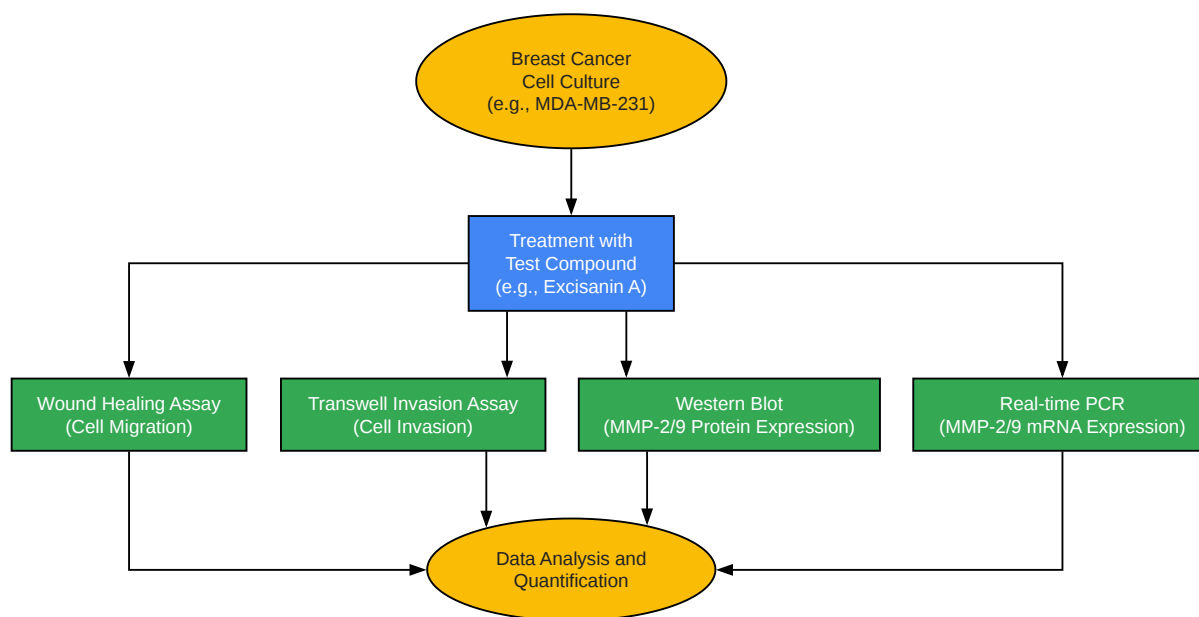 Breast Cancer
Cell Culture
(e.g., MDA-MB-231)
Treatment with
Test Compound
(e.g., Excisanin A)
Wound Healing Assay
(Cell Migration)
Transwell Invasion Assay
(Cell Invasion)
Western Blot
(MMP-2/9 Protein Expression)
Real-time PCR
(MMP-2/9 mRNA Expression)
Data Analysis and
Quantification